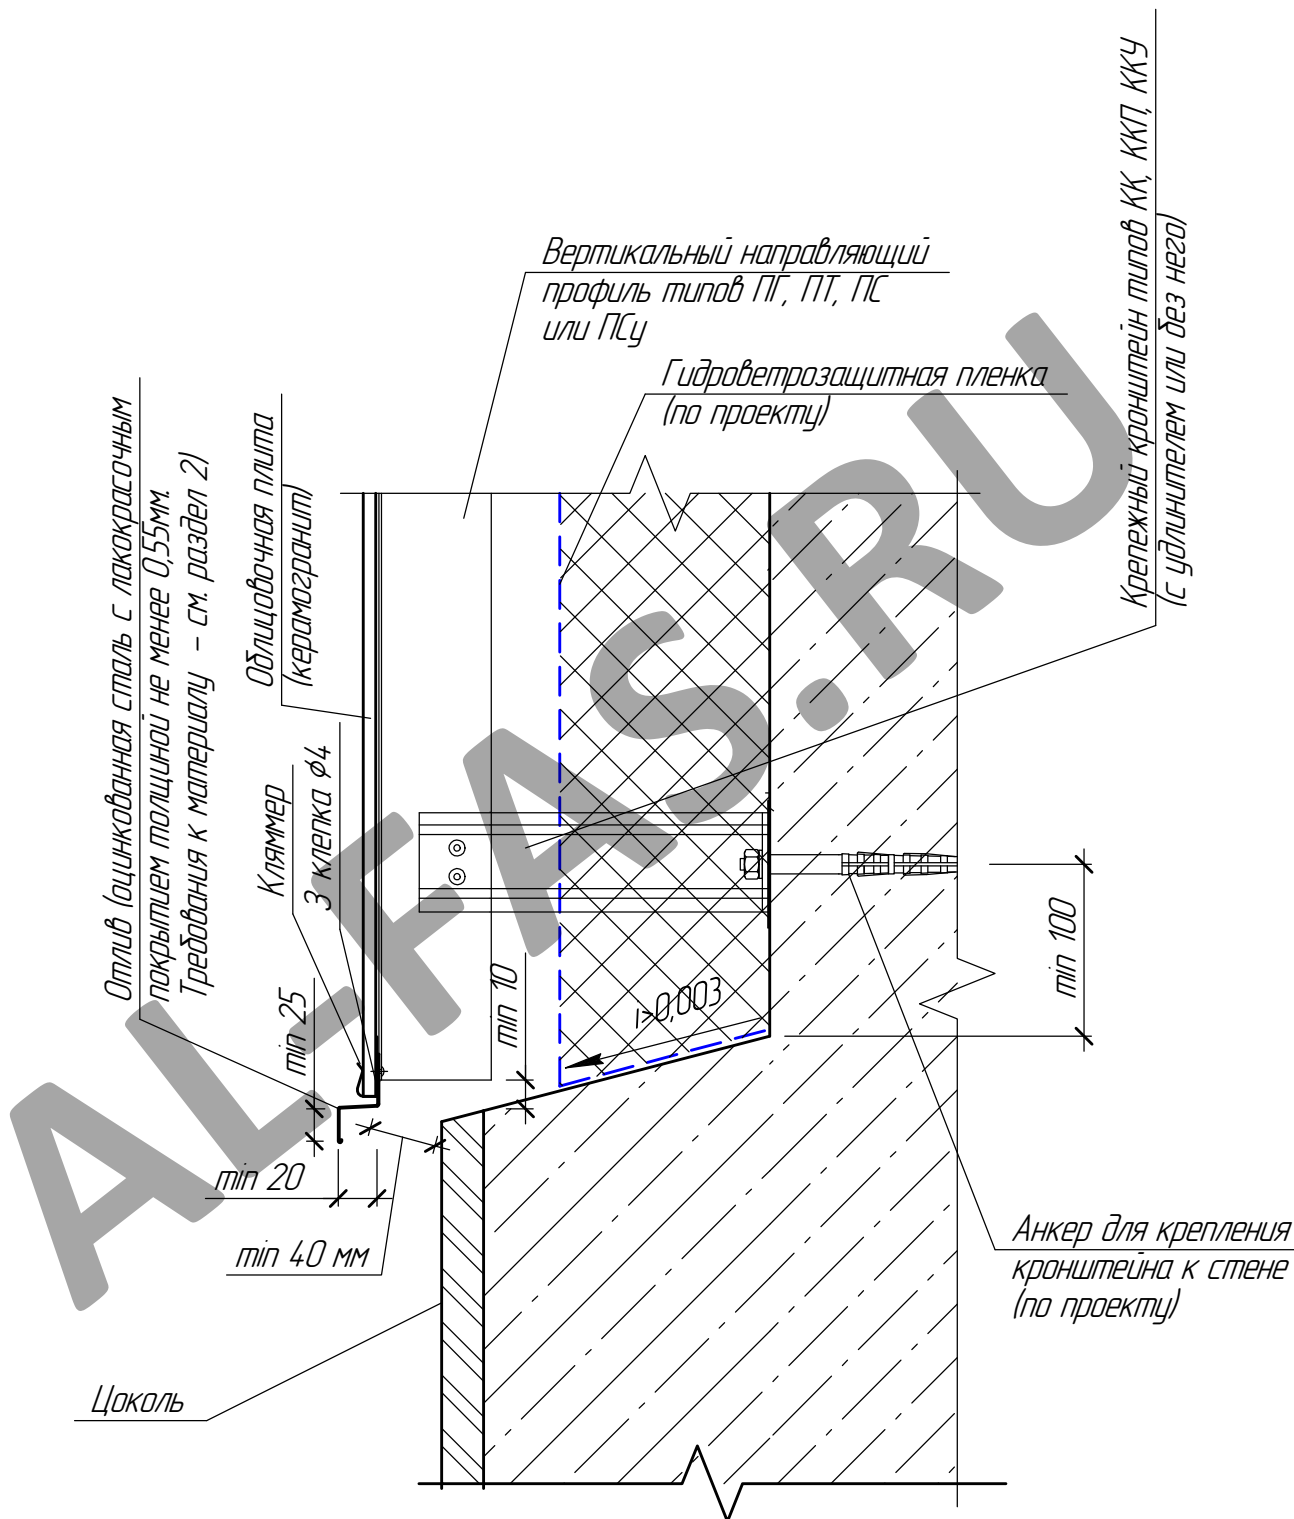 Вертикальный направляющий
профиль типов ПГ, ПТ, ПС
или ПСу
Гидроветрозащитная пленка
(по проекту)
Крепежный кронштейн типов КК, ККП, ККУ
(с удлинителем или без него)
Отлив (оцинкованная сталь с лакокрасочным
покрытием толщиной не менее 0,55мм.
Требования к материалу - см. раздел 2)
Облицовочная плита
(керамогранит)
Кляммер
3 клепка ϕ4
min 25
min 10
i>0,003
min 100
min 20
min 40 мм
Анкер для крепления
кронштейна к стене
(по проекту)
Цоколь
AL-FAS.RU